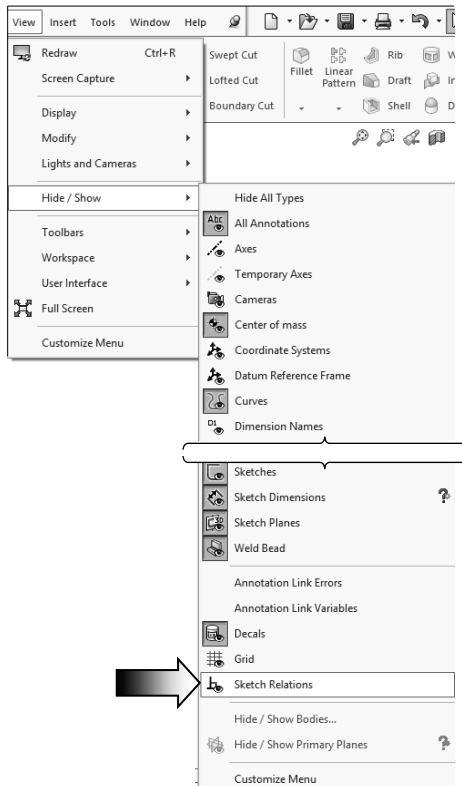 View Insert Tools Window Help
Redraw Ctrl+R
Screen Capture
Display
Modify
Lights and Cameras
Hide / Show
Toolbars
Workspace
User Interface
Full Screen
Customize Menu
Swept Cut
Lofted Cut
Boundary Cut
Fillet
Linear
Pattern
Rib
Draft
Shell
Hide All Types
Abc All Annotations
Axes
Temporary Axes
Cameras
Center of mass
Coordinate Systems
Datum Reference Frame
Curves
D1 Dimension Names
Sketches
Sketch Dimensions ?
3D Sketch Planes
Weld Bead
Annotation Link Errors
Annotation Link Variables
Decals
Grid
Sketch Relations
Hide / Show Bodies...
Hide / Show Primary Planes ?
Customize Menu